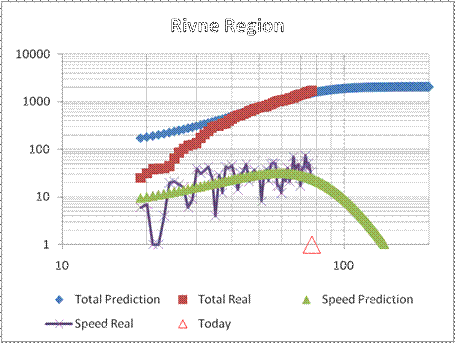 Rivne Region
10000
1000
100
10
1
10 100
Total Prediction Total Real Speed Prediction
Speed Real Today